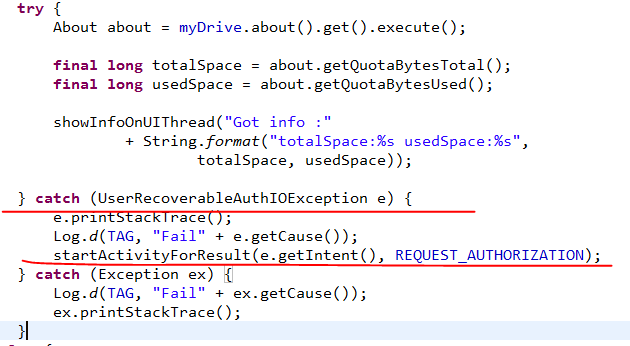 try {
About about = myDrive.about().get().execute();
final long totalSpace = about.getQuotaBytesTotal();
final long usedSpace = about.getQuotaBytesUsed();
showInfoOnUIThread("Got info :"
+ String.format("totalSpace:%s usedSpace:%s",
totalSpace, usedSpace));
} catch (UserRecoverableAuthIOException e) {
e.printStackTrace();
Log.d(TAG, "Fail" + e.getCause());
startActivityForResult(e.getIntent(), REQUEST_AUTHORIZATION);
} catch (Exception ex) {
Log.d(TAG, "Fail" + ex.getCause());
ex.printStackTrace();
}